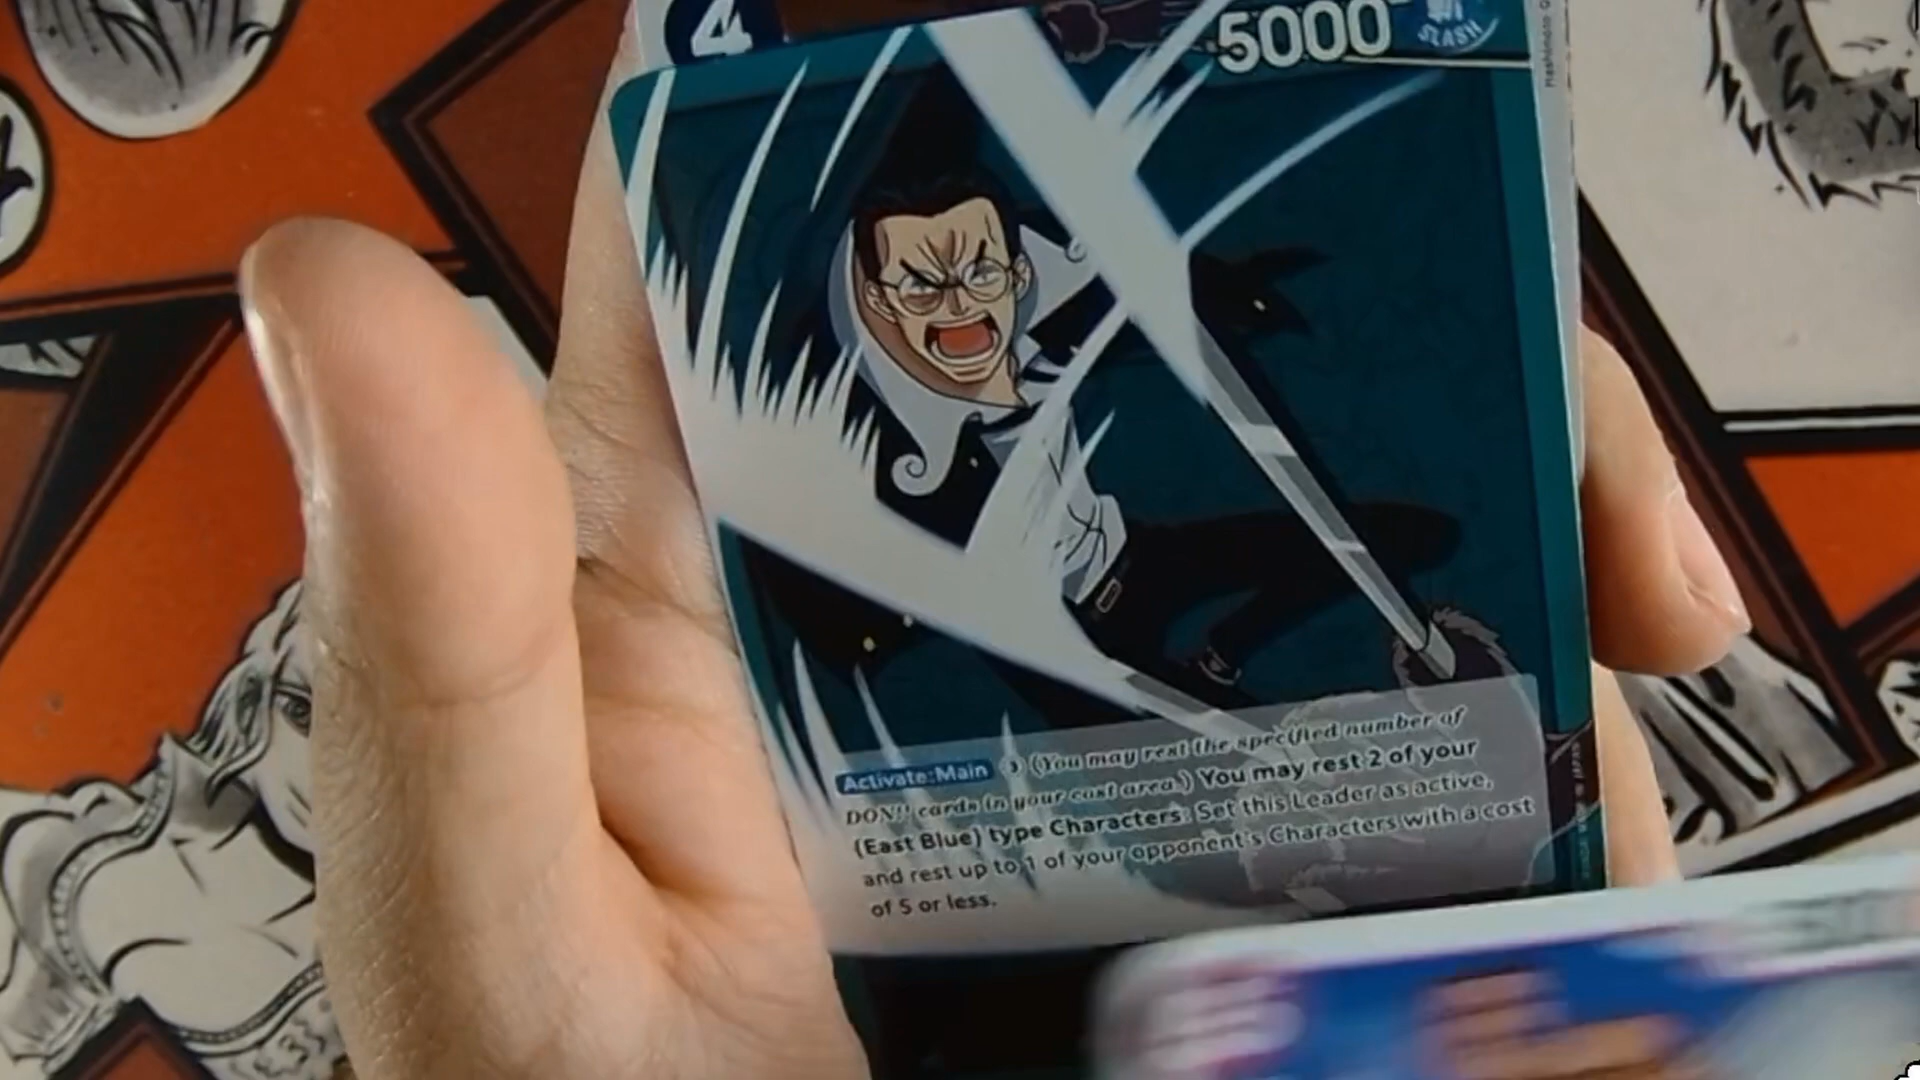 4
5000
SLASH
Activate:Main ③ (You may rest the specified number of
DON!! cards in your cost area.) You may rest 2 of your
{East Blue} type Characters: Set this Leader as active,
and rest up to 1 of your opponent's Characters with a cost
of 5 or less.